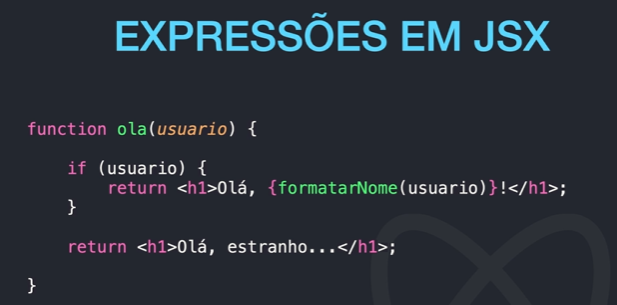 EXPRESSÕES EM JSX
function ola(usuario) {
if (usuario) {
return <h1>Olá, {formatarNome(usuario)}!</h1>;
}
return <h1>Olá, estranho...</h1>;
}